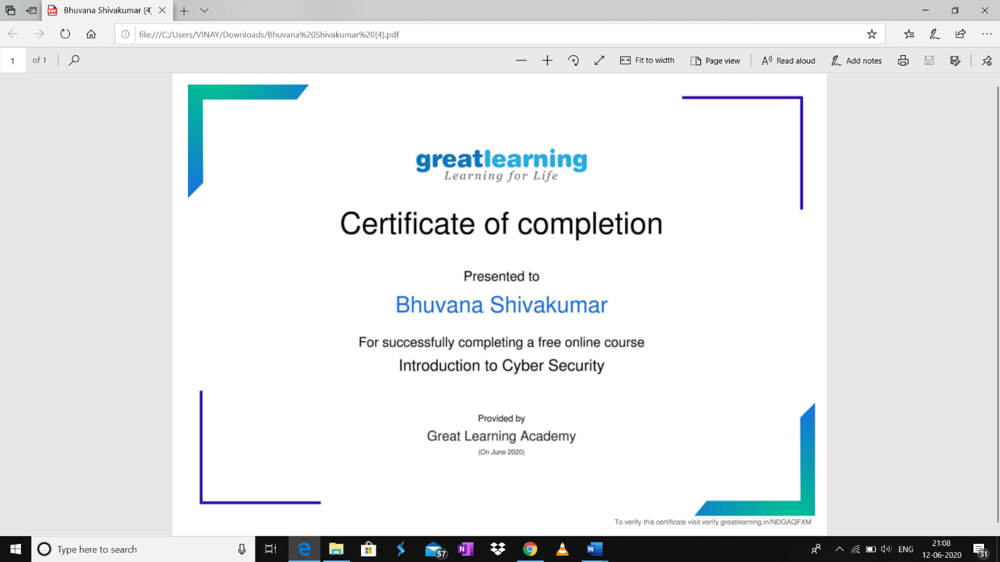 Bhuvana Shivakumar (4)
file:///C:/Users/VINAY/Downloads/Bhuvana%20Shivakumar%20(4).pdf
1 of 1
Fit to width
Page view
Read aloud
Add notes
greatlearning
Learning for Life
Certificate of completion
Presented to
Bhuvana Shivakumar
For successfully completing a free online course
Introduction to Cyber Security
Provided by
Great Learning Academy
(On June 2020)
To verify this certificate visit verify.greatlearning.in/NDGAQFXM
Type here to search
57
ENG
21:08
12-06-2020
31